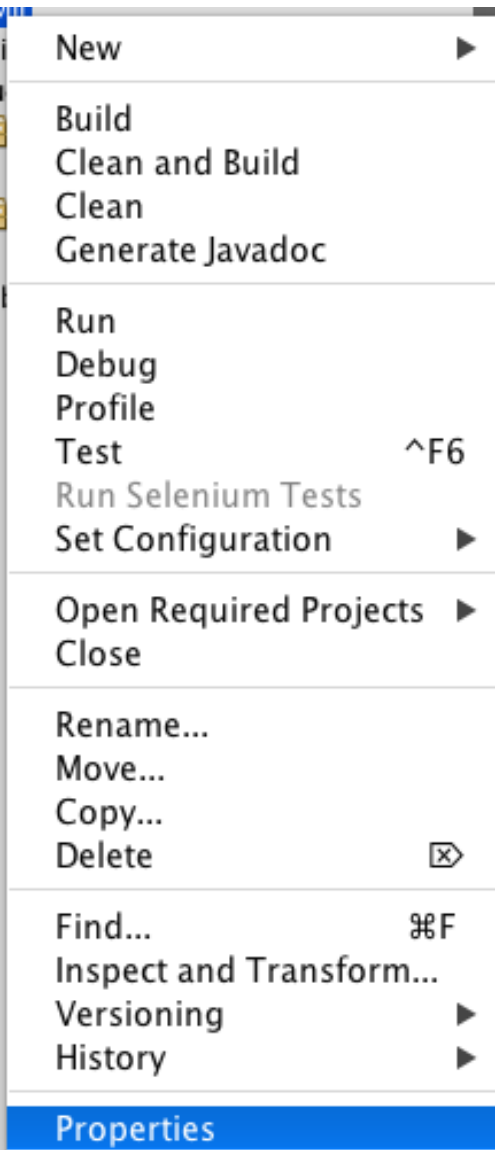 New
Build
Clean and Build
Clean
Generate Javadoc
Run
Debug
Profile
Test ^F6
Run Selenium Tests
Set Configuration
Open Required Projects
Close
Rename...
Move...
Copy...
Delete ⌦
Find... ⌘F
Inspect and Transform...
Versioning
History
Properties